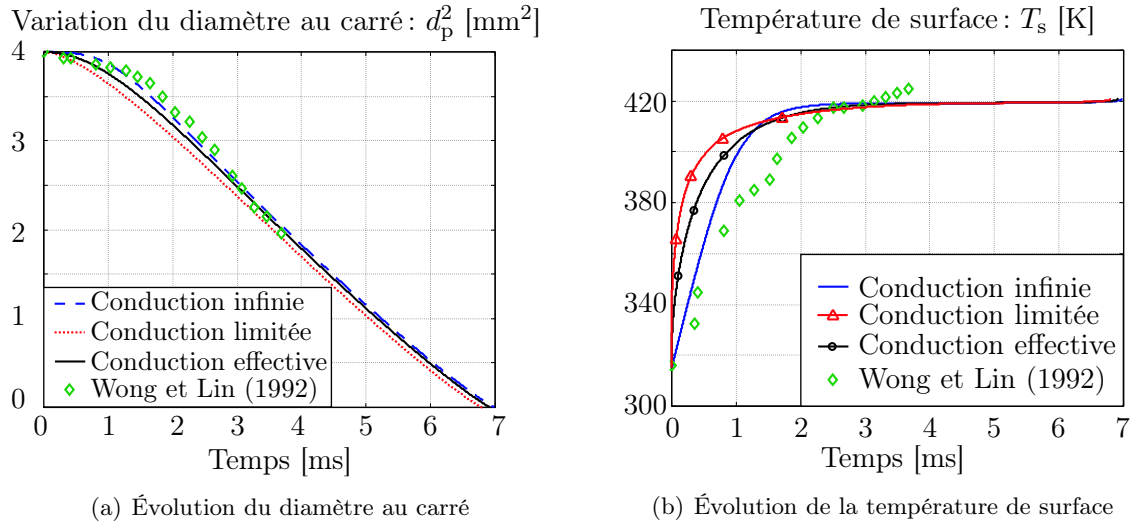 Variation du diamètre au carré : d_p^2 [mm^2]
4
3
2
1
0
Conduction infinie
Conduction limitée
Conduction effective
Wong et Lin (1992)
0 1 2 3 4 5 6 7
Temps [ms]
(a) Évolution du diamètre au carré
Température de surface : T_s [K]
420
380
340
300
Conduction infinie
Conduction limitée
Conduction effective
Wong et Lin (1992)
0 1 2 3 4 5 6 7
Temps [ms]
(b) Évolution de la température de surface